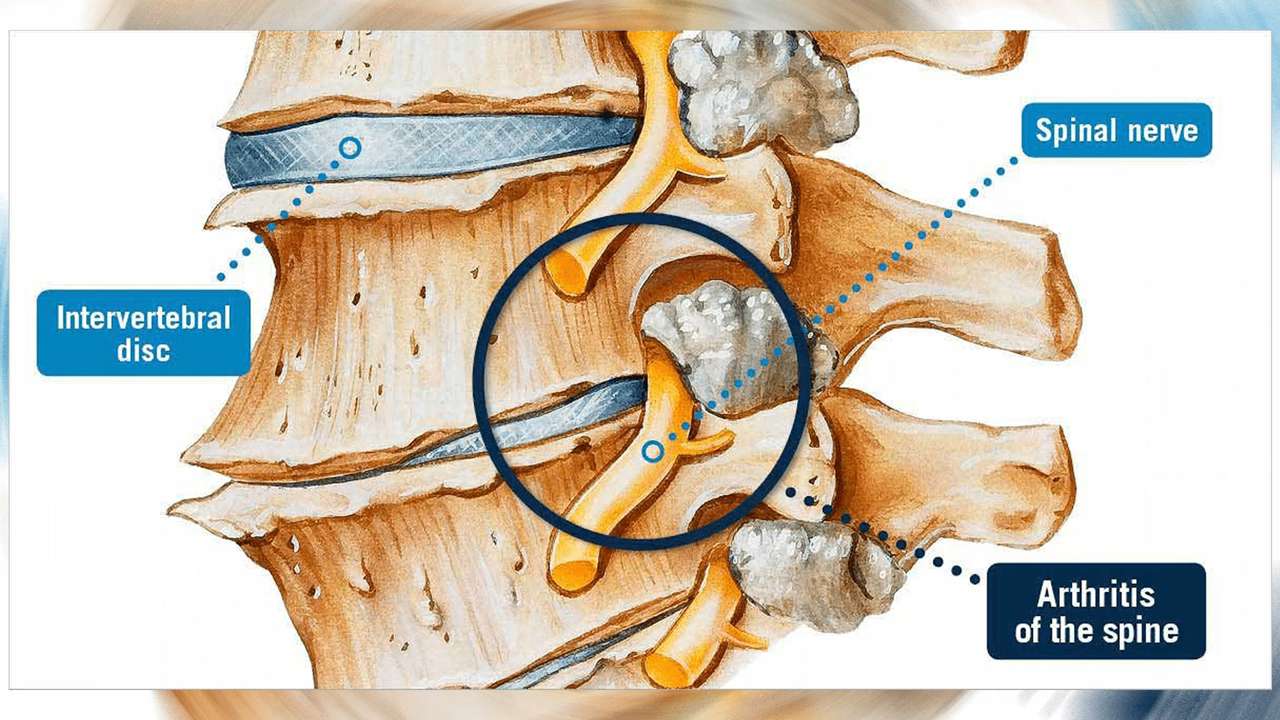 Spinal nerve
Intervertebral
disc
Arthritis
of the spine